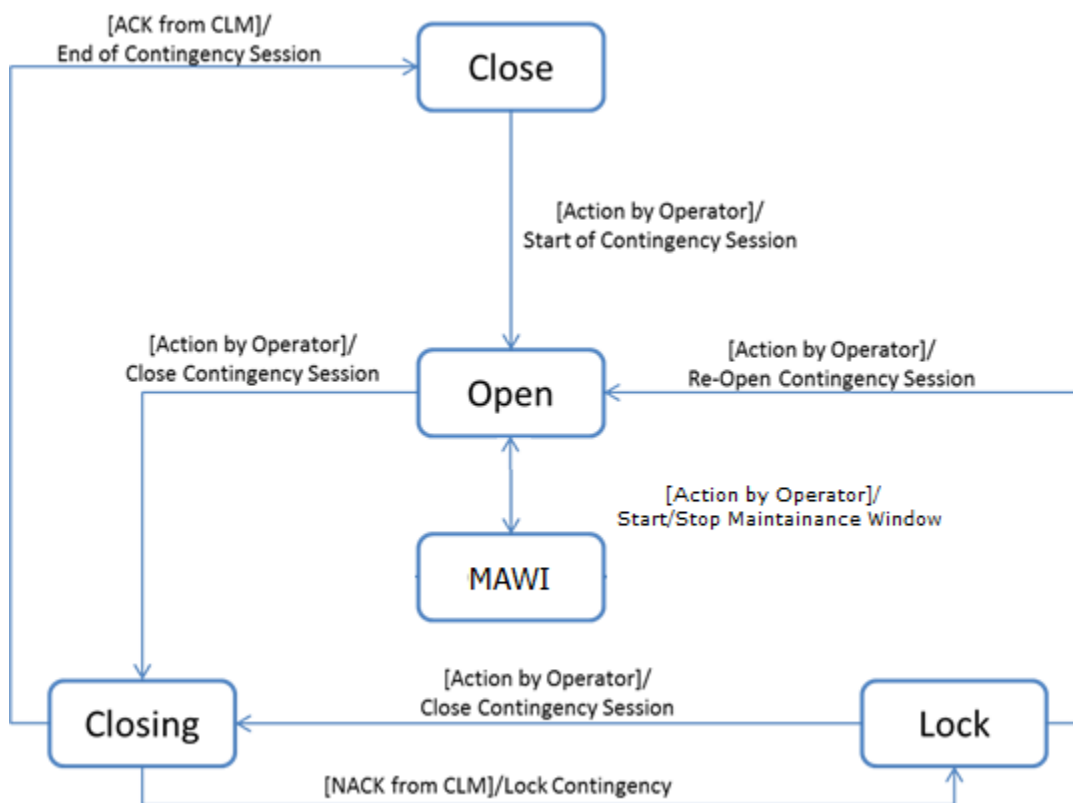 [ACK from CLM]/
End of Contingency Session
Close
[Action by Operator]/
Start of Contingency Session
[Action by Operator]/
Close Contingency Session
Open
[Action by Operator]/
Re-Open Contingency Session
[Action by Operator]/
Start/Stop Maintainance Window
MAWI
Closing
[Action by Operator]/
Close Contingency Session
Lock
[NACK from CLM]/Lock Contingency